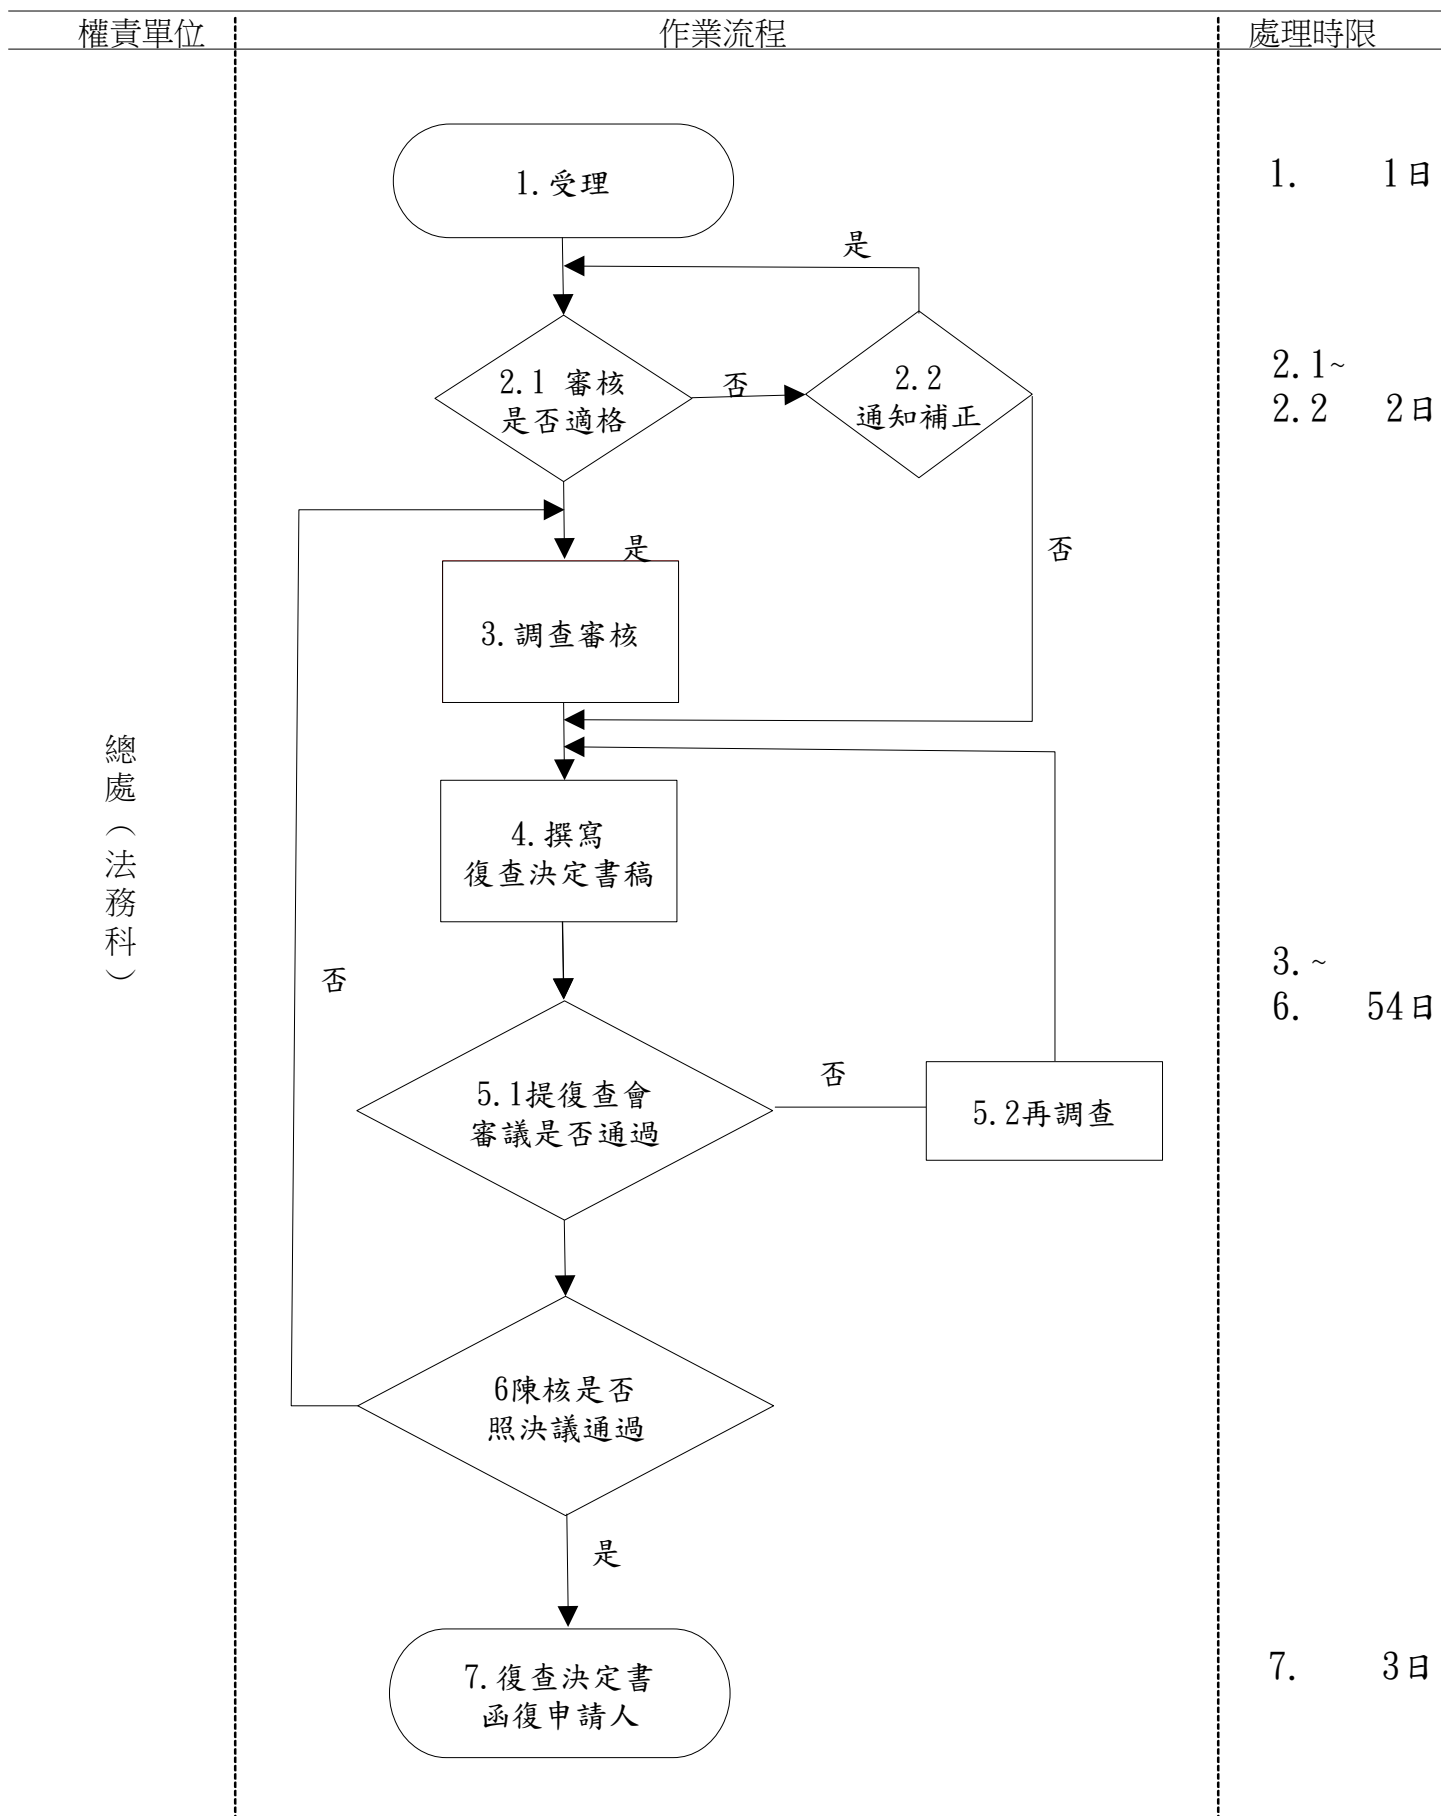 權責單位
作業流程
處理時限
1.受理
1. 1日
是
2.1 審核
是否適格
否
2.2
通知補正
2.1~
2.2 2日
是
否
3.調查審核
總處（法務科）
4.撰寫
復查決定書稿
否
3.~
6. 54日
5.1提復查會
審議是否通過
否
5.2再調查
6陳核是否
照決議通過
是
7.復查決定書
函復申請人
7. 3日